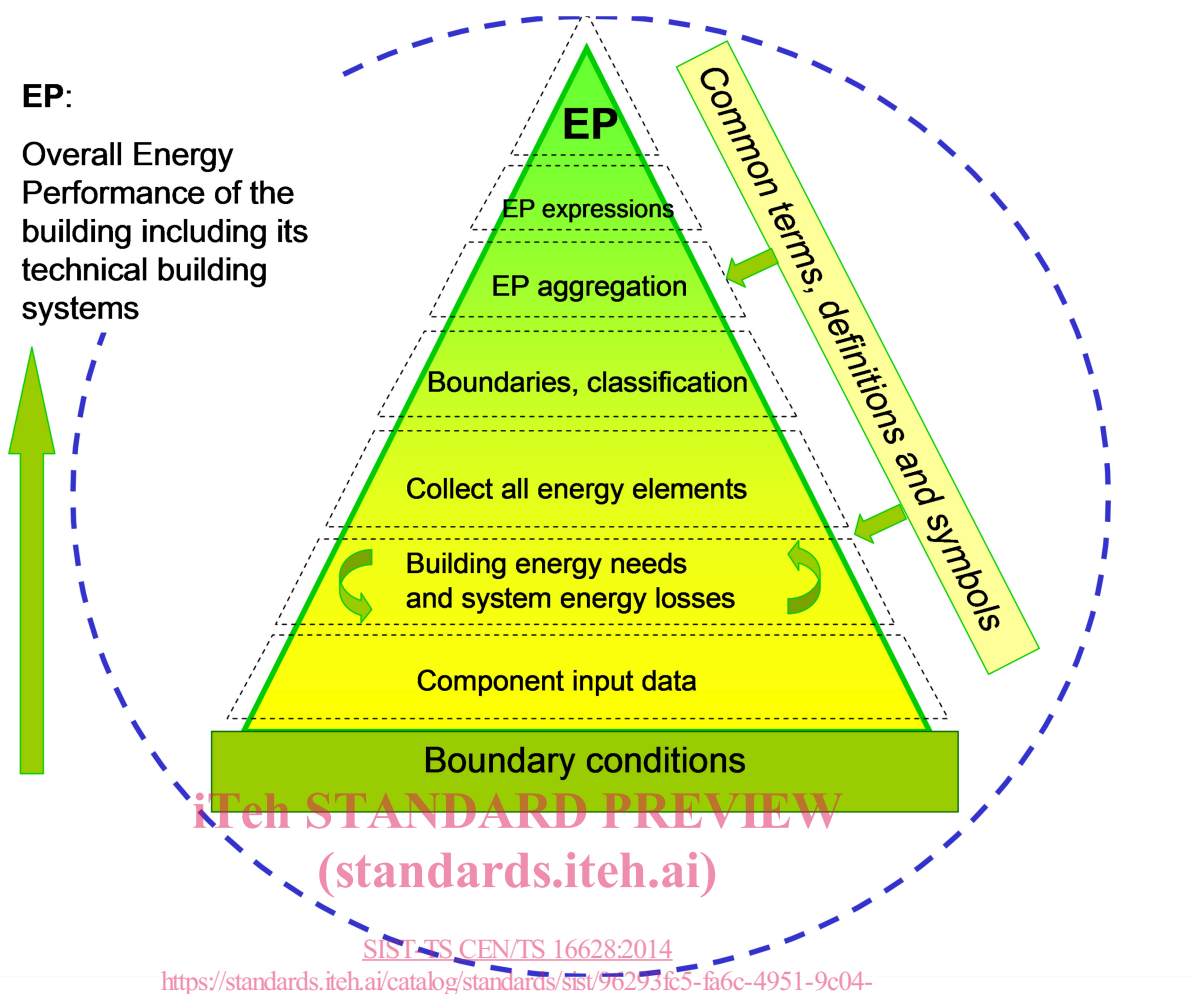 EP:
Overall Energy
Performance of the
building including its
technical building
systems
EP
EP expressions
EP aggregation
Boundaries, classification
Collect all energy elements
Building energy needs
and system energy losses
Component input data
Boundary conditions
Common terms, definitions and symbols
iTeh STANDARD PREVIEW
(standards.iteh.ai)
SIST-TS CEN/TS 16628:2014
https://standards.iteh.ai/catalog/standards/sist/96293fc5-fa6c-4951-9c04-